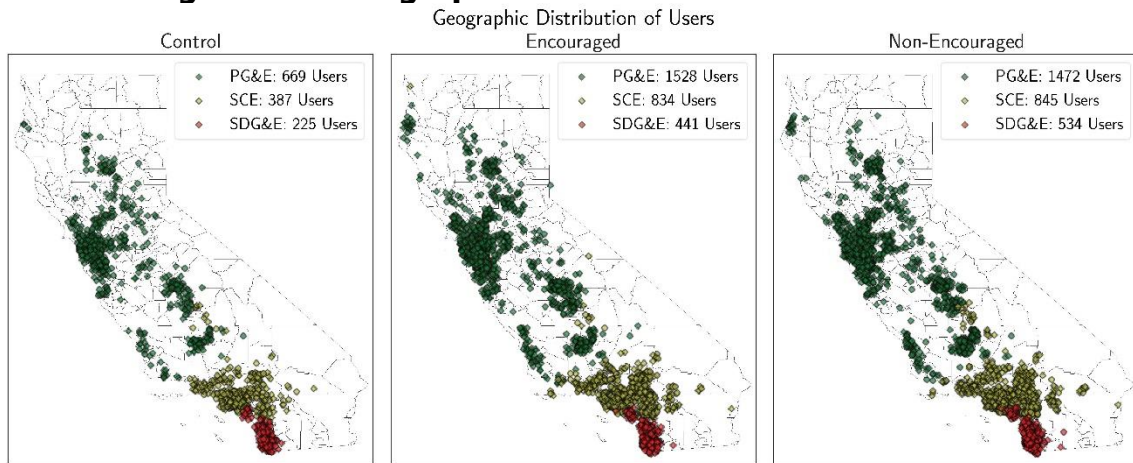 Geographic Distribution of Users
Control
PG&E: 669 Users
SCE: 387 Users
SDG&E: 225 Users
Encouraged
PG&E: 1528 Users
SCE: 834 Users
SDG&E: 441 Users
Non-Encouraged
PG&E: 1472 Users
SCE: 845 Users
SDG&E: 534 Users